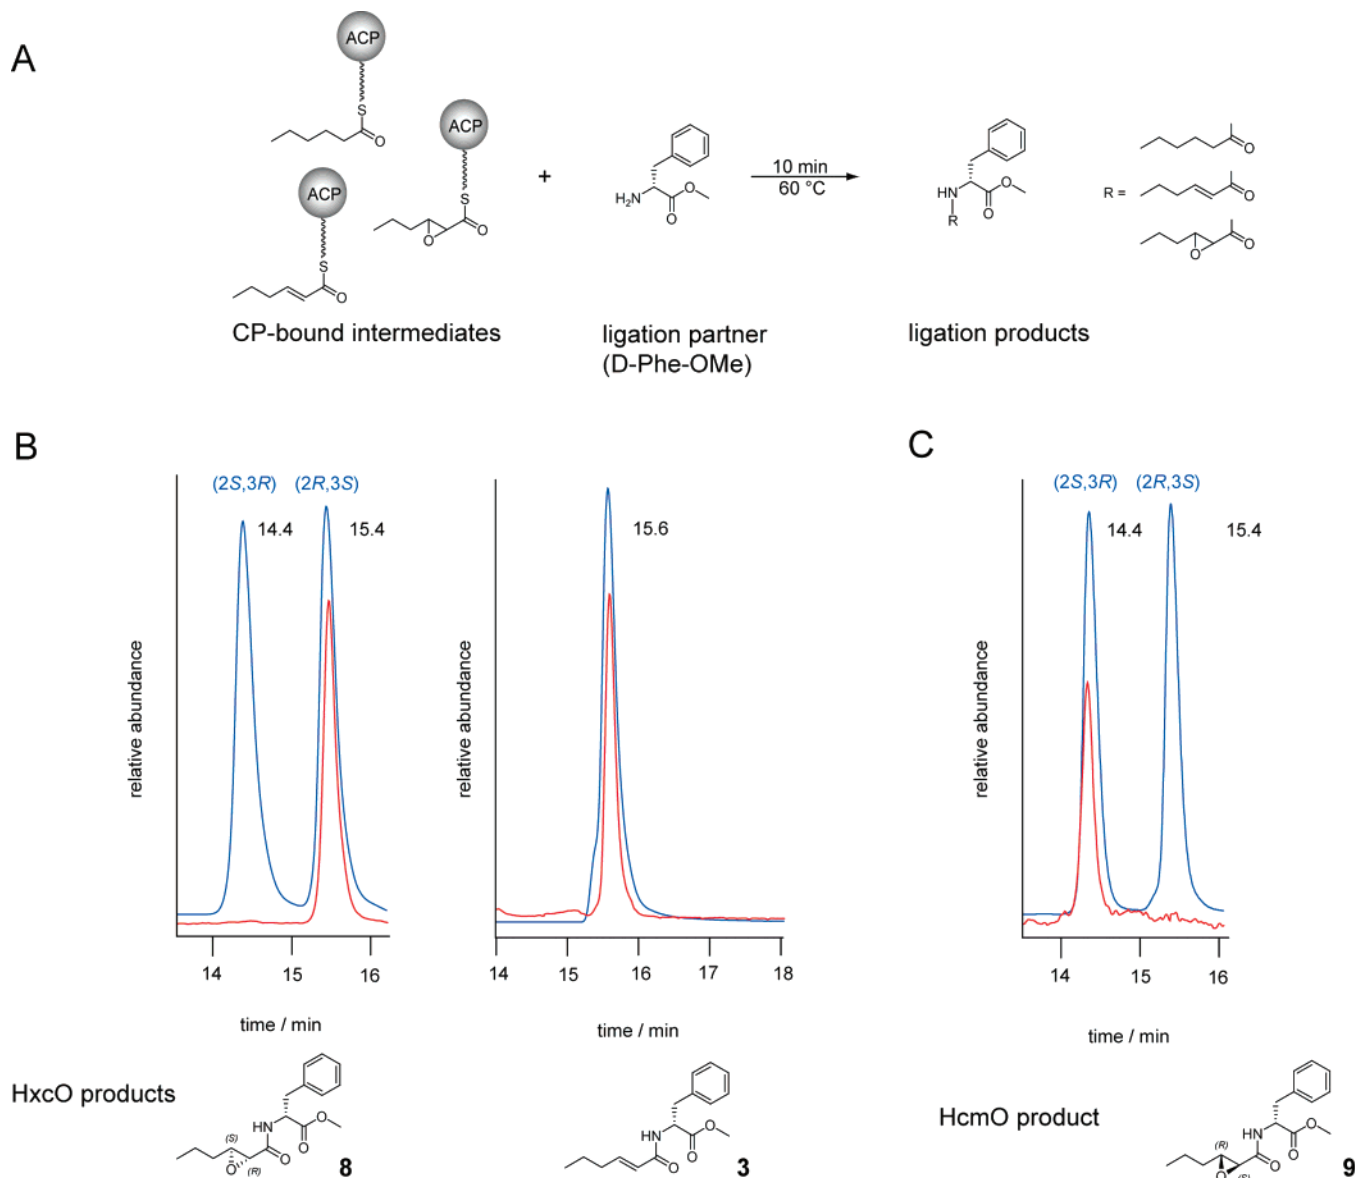 A
ACP
S
O
ACP
S
O
O
ACP
S
O
+
H2N
O
O
10 min
60 °C
HN
R
O
O
R =
O
O
O
O
CP-bound intermediates
ligation partner
(D-Phe-OMe)
ligation products
B
C
(2S,3R) (2R,3S)
14.4 15.4
15.6
(2S,3R) (2R,3S)
14.4 15.4
relative abundance
relative abundance
relative abundance
14 15 16
14 15 16 17 18
14 15 16
time / min
time / min
time / min
HxcO products
HN
O
O
O
O
(S)
(R)
8
HN
O
O
O
3
HcmO product
HN
O
O
O
O
(R)
(S)
9